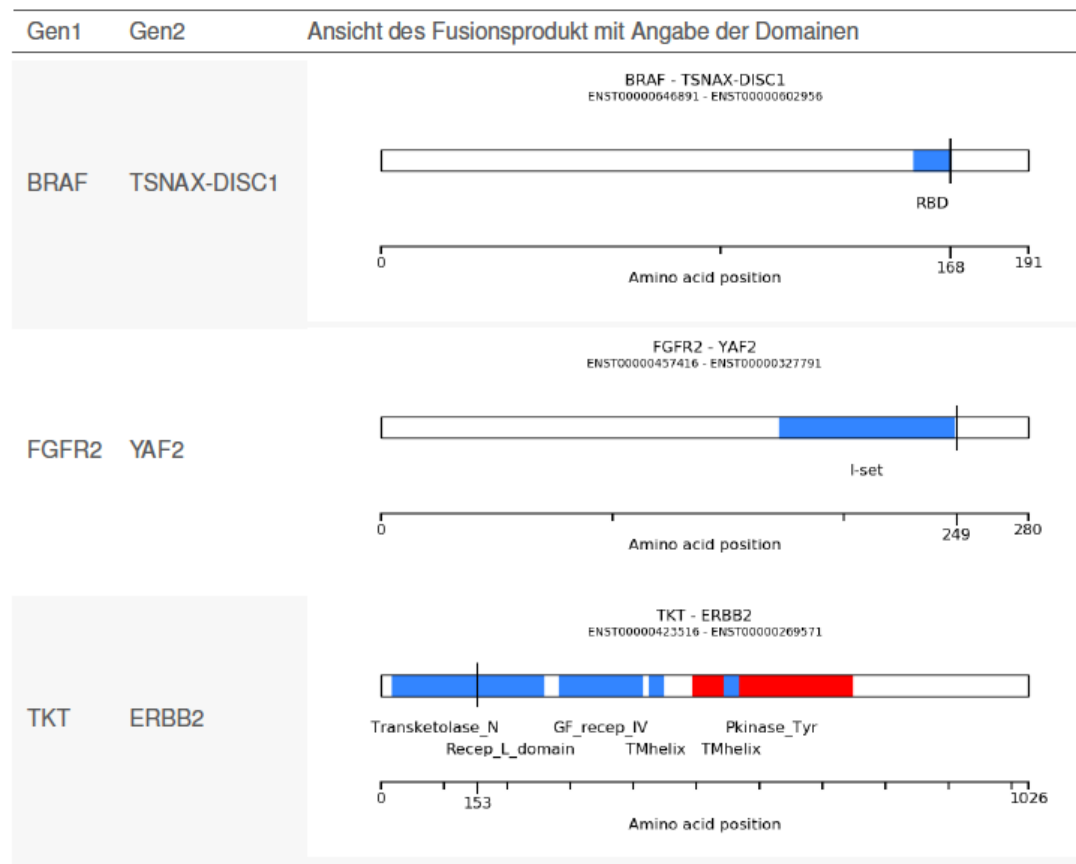 Gen1 Gen2 Ansicht des Fusionsprodukt mit Angabe der Domainen
BRAF - TSNAX-DISC1
ENST00000646891 - ENST00000602956
BRAF TSNAX-DISC1
RBD
0 168 191
Amino acid position
FGFR2 - YAF2
ENST00000457416 - ENST00000327791
FGFR2 YAF2
I-set
0 249 280
Amino acid position
TKT - ERBB2
ENST00000423516 - ENST00000269571
TKT ERBB2
Transketolase_N GF_recep_IV Pkinase_Tyr
Recep_L_domain TMhelix TMhelix
0 153 1026
Amino acid position